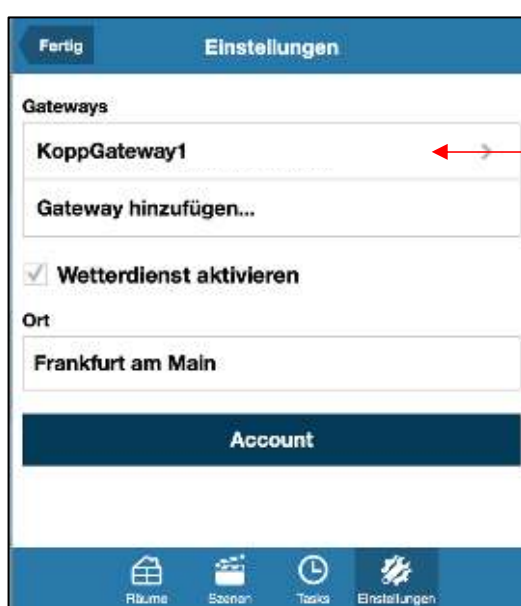 Fertig
Einstellungen
Gateways
KoppGateway1
Gateway hinzufügen...
Wetterdienst aktivieren
Ort
Frankfurt am Main
Account
Räume Szenen Tasks Einstellungen